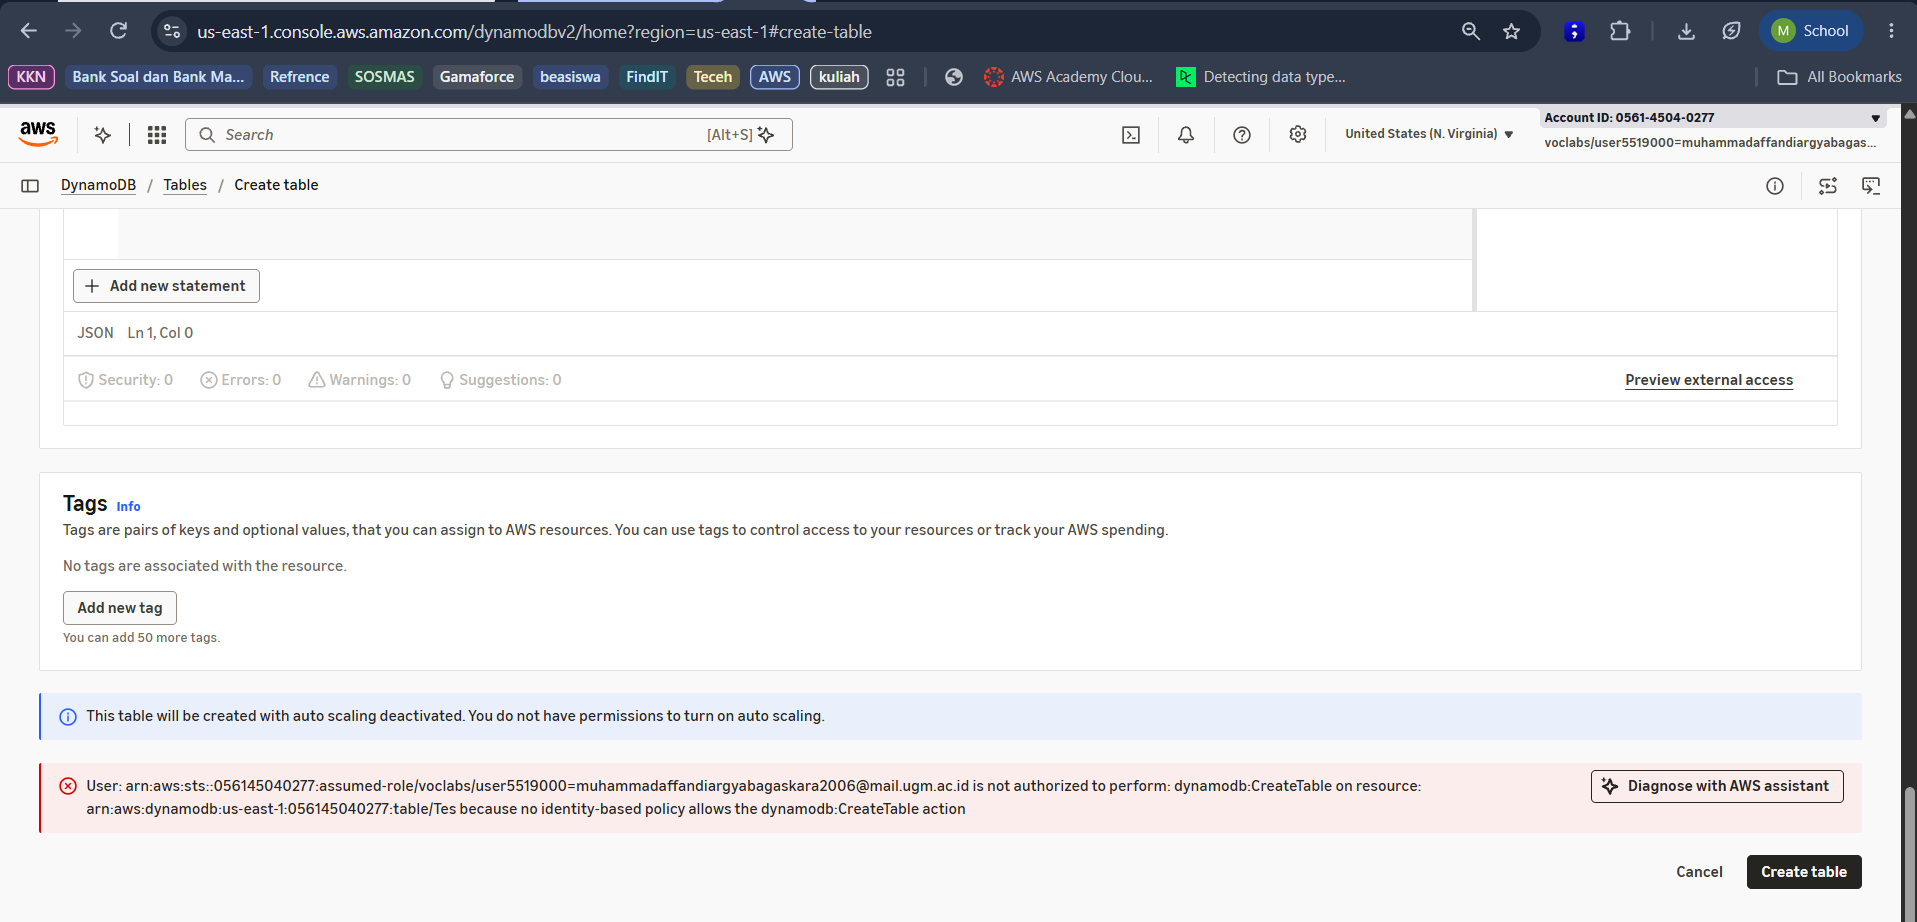 us-east-1.console.aws.amazon.com/dynamodbv2/home?region=us-east-1#create-table
M School
KKN Bank Soal dan Bank Ma... Refrence SOSMAS Gamaforce beasiswa FindIT Teceh AWS kuliah AWS Academy Clou... Detecting data type... All Bookmarks
aws Search [Alt+S] United States (N. Virginia) Account ID: 0561-4504-0277
voclabs/user5519000=muhammadaffandiargyabagas...
DynamoDB / Tables / Create table
+ Add new statement
JSON Ln 1, Col 0
Security: 0 Errors: 0 Warnings: 0 Suggestions: 0 Preview external access
Tags Info
Tags are pairs of keys and optional values, that you can assign to AWS resources. You can use tags to control access to your resources or track your AWS spending.
No tags are associated with the resource.
Add new tag
You can add 50 more tags.
This table will be created with auto scaling deactivated. You do not have permissions to turn on auto scaling.
User: arn:aws:sts::056145040277:assumed-role/voclabs/user5519000=muhammadaffandiargyabagaskara2006@mail.ugm.ac.id is not authorized to perform: dynamodb:CreateTable on resource:
arn:aws:dynamodb:us-east-1:056145040277:table/Tes because no identity-based policy allows the dynamodb:CreateTable action
Diagnose with AWS assistant
Cancel Create table